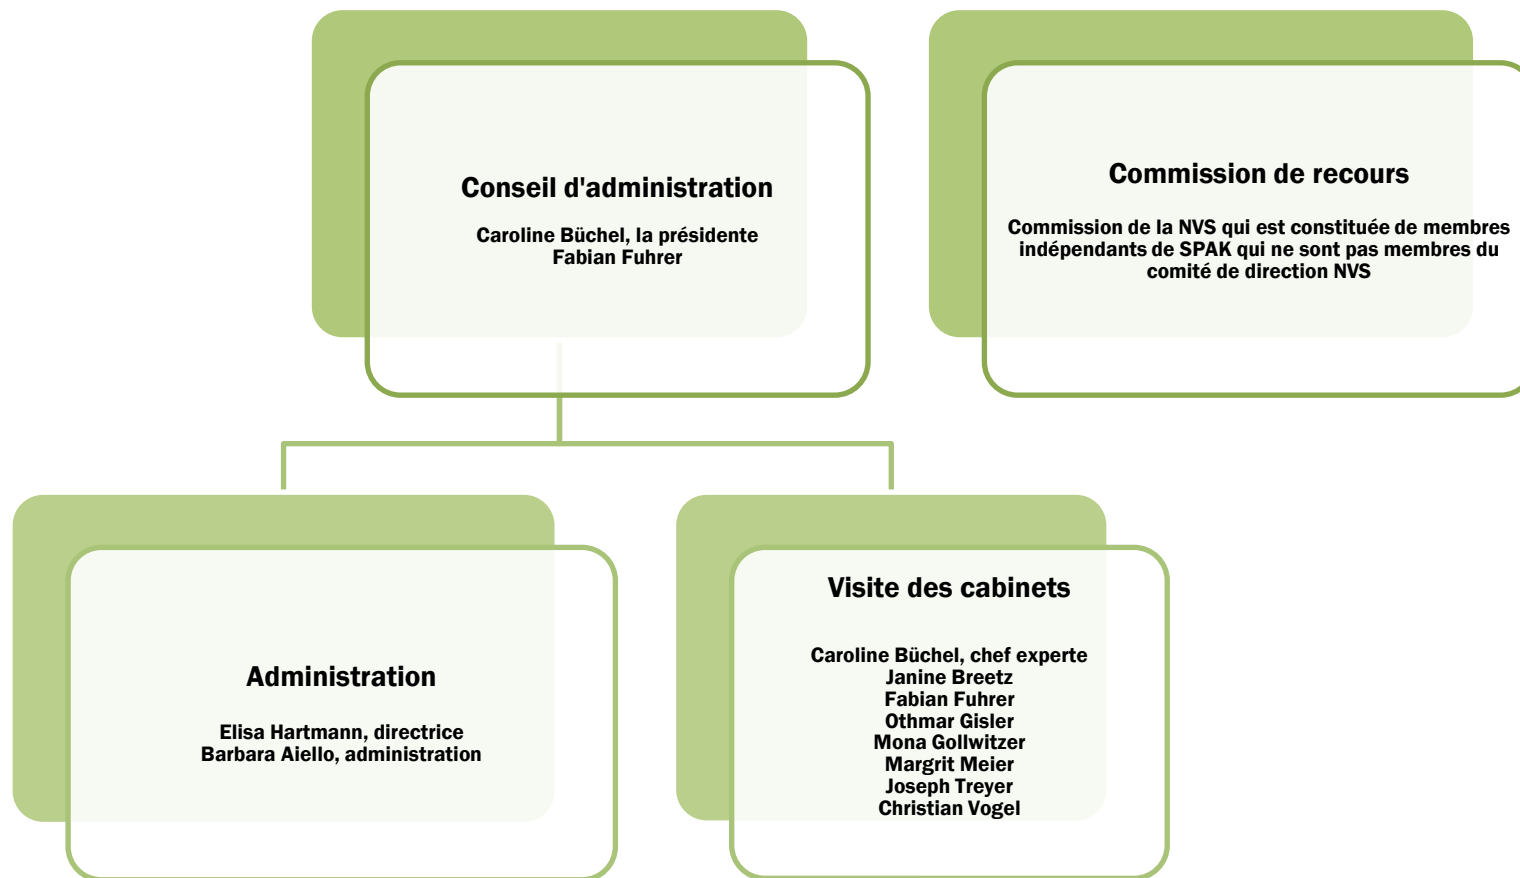 Conseil d'administration
Caroline Büchel, la présidente
Fabian Fuhrer
Commission de recours
Commission de la NVS qui est constituée de membres
indépendants de SPAK qui ne sont pas membres du
comité de direction NVS
Administration
Elisa Hartmann, directrice
Barbara Aiello, administration
Visite des cabinets
Caroline Büchel, chef experte
Janine Breetz
Fabian Fuhrer
Othmar Gisler
Mona Gollwitzer
Margrit Meier
Joseph Treyer
Christian Vogel